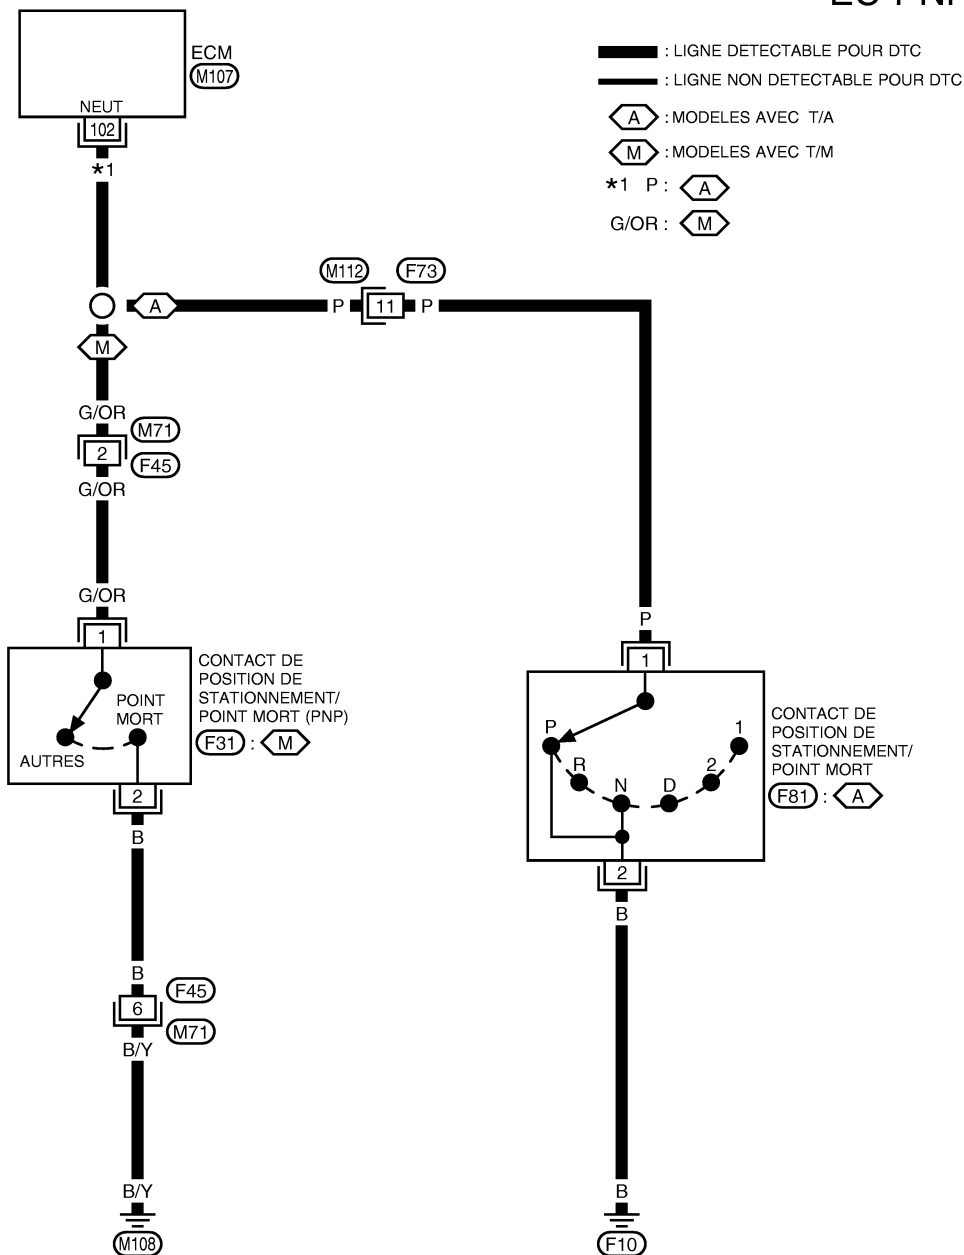 ECM
M107
NEUT
102
*1
: LIGNE DETECTABLE POUR DTC
: LIGNE NON DETECTABLE POUR DTC
A : MODELES AVEC T/A
M : MODELES AVEC T/M
*1 P : A
G/OR : M
M112 F73
A P 11 P
M
G/OR
M71
2
F45
G/OR
G/OR
1
CONTACT DE
POSITION DE
STATIONNEMENT/
POINT MORT (PNP)
F31 : M
POINT
MORT
AUTRES
2
B
B
F45
6
M71
B/Y
B/Y
M108
P
1
P
R
N
D
2
1
CONTACT DE
POSITION DE
STATIONNEMENT/
POINT MORT
F81 : A
2
B
B
F10